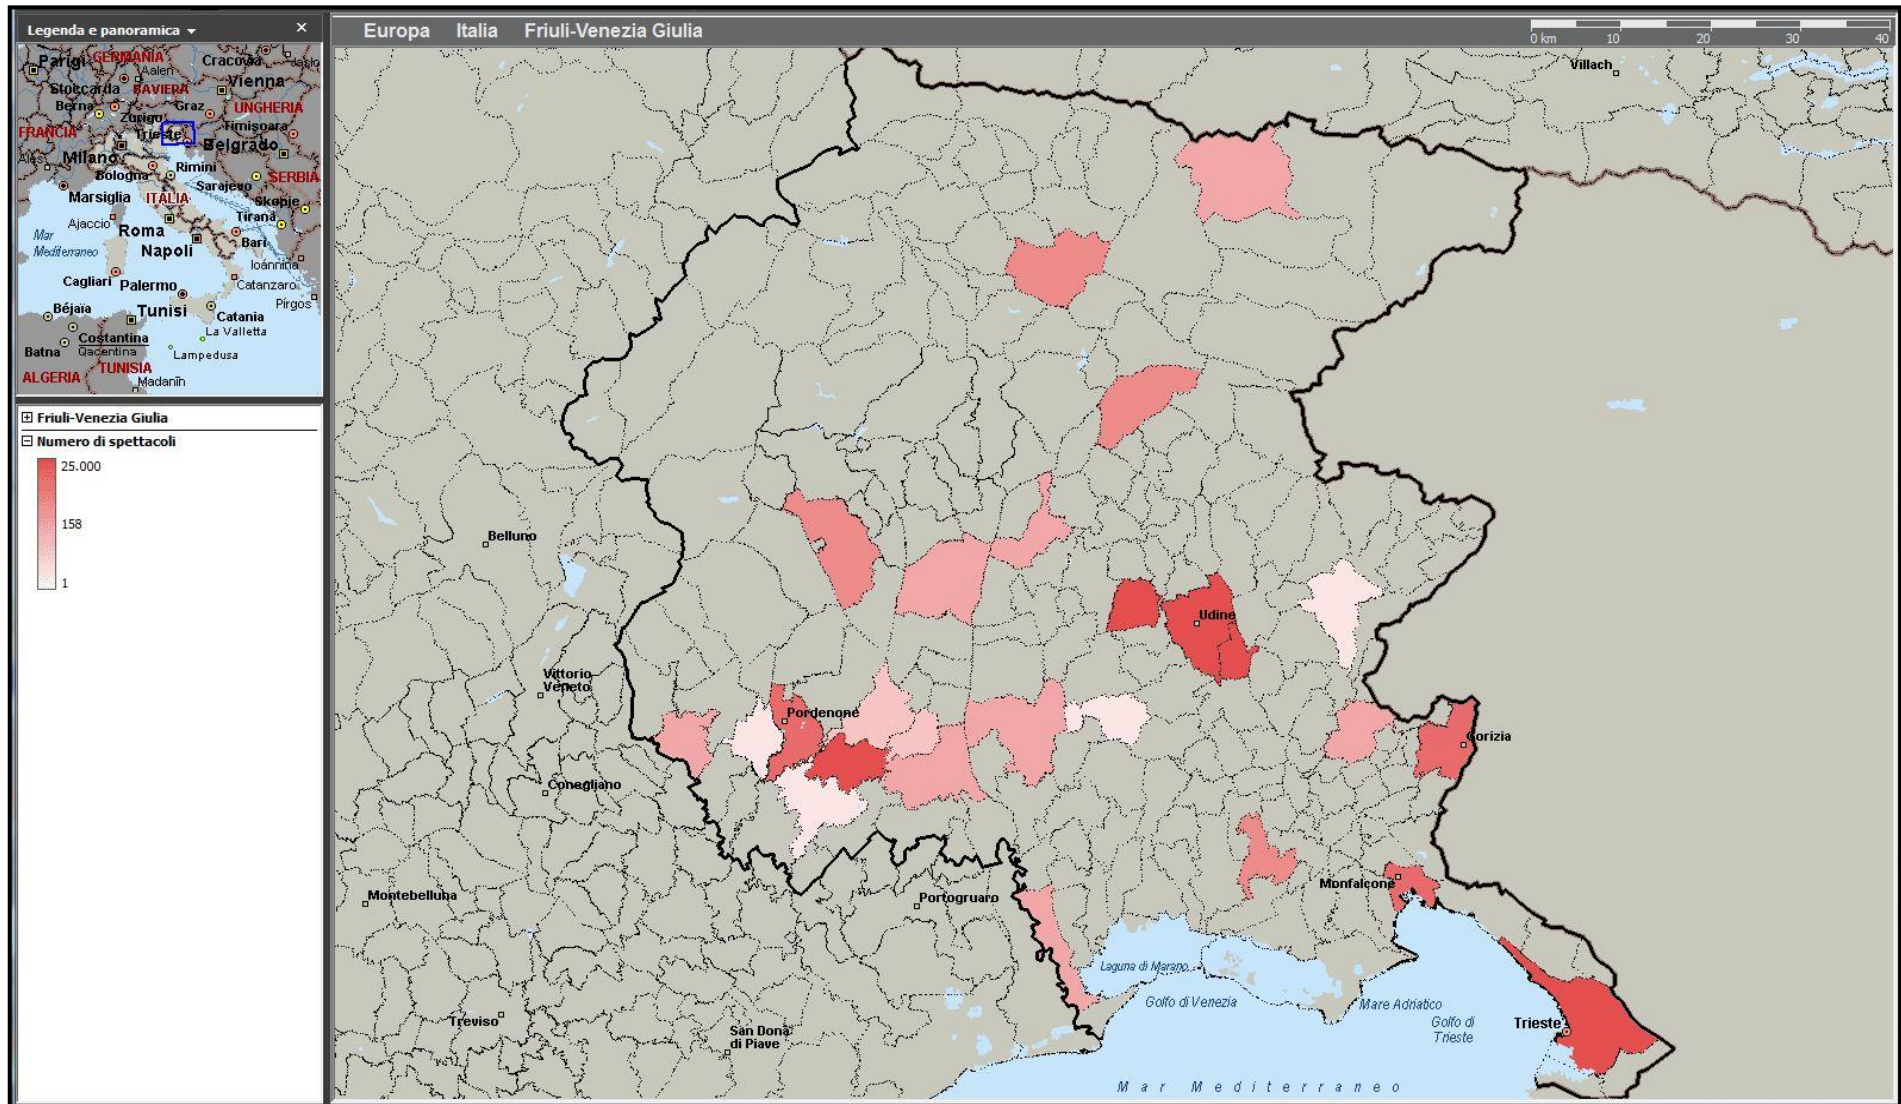 Legenda e panoramica
Europa Italia Friuli-Venezia Giulia
0 km 10 20 30 40
Parigi
GERMANIA
Aalen
Cracovia
Stoccarda
BAVIERA
Vienna
Berna
Graz
UNGHERIA
Zurigo
FRANCIA
Trieste
Timişoara
Belgrado
Alès
Milano
Bologna
Rimini
SERBIA
Sarajevo
Marsiglia
ITALIA
Skopje
Ajaccio
Roma
Tirana
Mar
Mediterraneo
Napoli
Bari
Ioánnina
Cagliari
Palermo
Catanzaro
Pírgos
Béjaïa
Tunisi
Catania
La Valletta
Costantina
Qacentina
Batna
Lampedusa
TUNISIA
ALGERIA
Madanīn
Friuli-Venezia Giulia
Numero di spettacoli
25.000
158
1
Villach
Belluno
Udine
Vittorio
Veneto
Pordenone
Gorizia
Conegliano
Monfalcone
Montebelluna
Portogruaro
Laguna di Marano
Golfo di Venezia
Mare Adriatico
Golfo di
Trieste
Trieste
Treviso
San Donà
di Piave
Mar Mediterraneo